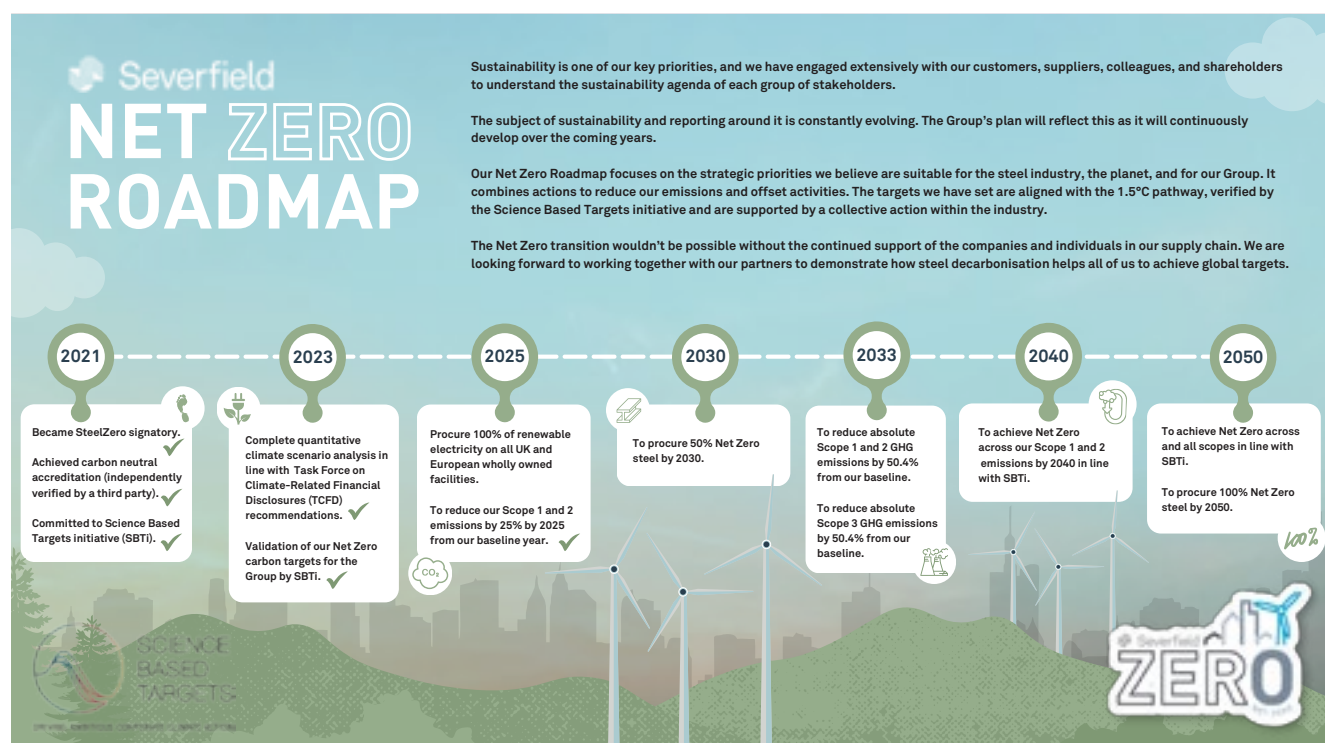 Severfield
NET ZERO
ROADMAP
Sustainability is one of our key priorities, and we have engaged extensively with our customers, suppliers, colleagues, and shareholders
to understand the sustainability agenda of each group of stakeholders.
The subject of sustainability and reporting around it is constantly evolving. The Group's plan will reflect this as it will continuously
develop over the coming years.
Our Net Zero Roadmap focuses on the strategic priorities we believe are suitable for the steel industry, the planet, and for our Group. It
combines actions to reduce our emissions and offset activities. The targets we have set are aligned with the 1.5°C pathway, verified by
the Science Based Targets initiative and are supported by a collective action within the industry.
The Net Zero transition wouldn't be possible without the continued support of the companies and individuals in our supply chain. We are
looking forward to working together with our partners to demonstrate how steel decarbonisation helps all of us to achieve global targets.
2021
Became SteelZero signatory.
Achieved carbon neutral
accreditation (independently
verified by a third party).
Committed to Science Based
Targets initiative (SBTi).
2023
Complete quantitative
climate scenario analysis in
line with Task Force on
Climate-Related Financial
Disclosures (TCFD)
recommendations.
Validation of our Net Zero
carbon targets for the
Group by SBTi.
2025
Procure 100% of renewable
electricity on all UK and
European wholly owned
facilities.
To reduce our Scope 1 and 2
emissions by 25% by 2025
from our baseline year.
CO₂
2030
To procure 50% Net Zero
steel by 2030.
2033
To reduce absolute
Scope 1 and 2 GHG
emissions by 50.4%
from our baseline.
To reduce absolute
Scope 3 GHG emissions
by 50.4% from our
baseline.
2040
To achieve Net Zero
across our Scope 1 and 2
emissions by 2040 in line
with SBTi.
2050
To achieve Net Zero across
and all scopes in line with
SBTi.
To procure 100% Net Zero
steel by 2050.
100%
SCIENCE
BASED
TARGETS
Severfield
ZERO